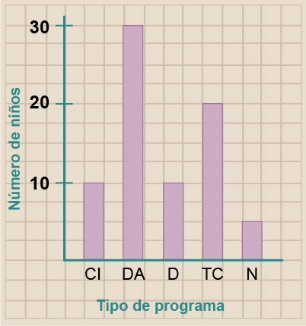 Número de niños
30
20
10
CI DA D TC N
Tipo de programa